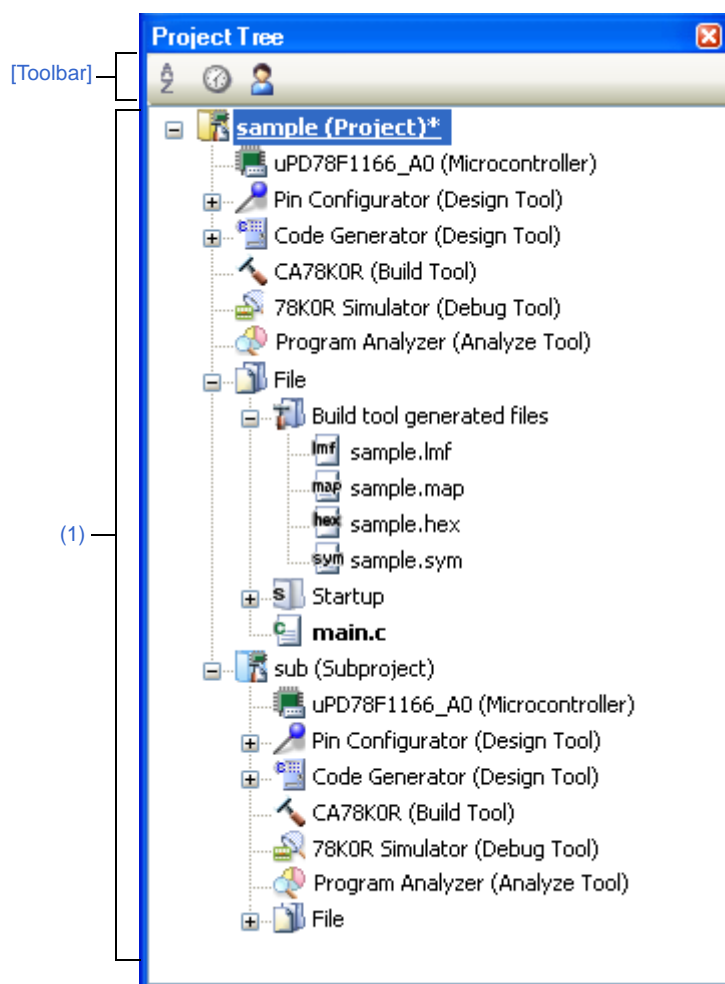 Project Tree
[Toolbar]
A
Z
sample (Project)*
uPD78F1166_A0 (Microcontroller)
Pin Configurator (Design Tool)
Code Generator (Design Tool)
CA78K0R (Build Tool)
78K0R Simulator (Debug Tool)
Program Analyzer (Analyze Tool)
File
Build tool generated files
lmf sample.lmf
map sample.map
hex sample.hex
(1)
sym sample.sym
S Startup
C main.c
sub (Subproject)
uPD78F1166_A0 (Microcontroller)
Pin Configurator (Design Tool)
Code Generator (Design Tool)
CA78K0R (Build Tool)
78K0R Simulator (Debug Tool)
Program Analyzer (Analyze Tool)
File